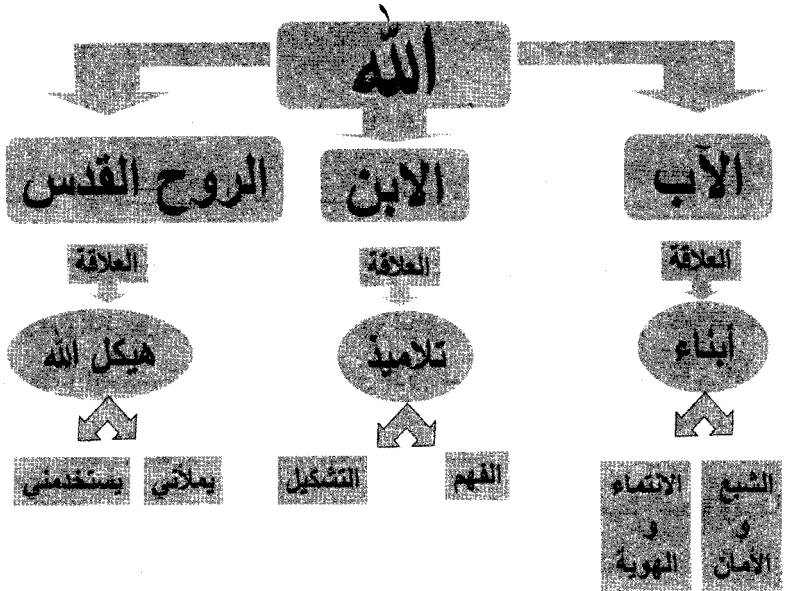 الله
الآب
الابن
الروح القدس
العلاقة
العلاقة
العلاقة
أبناء
تلاميذ
هيكل الله
الشبع
و
الأمان
الانتماء
و
الهوية
الفهم
التشكيل
يملأني
يستخدمني